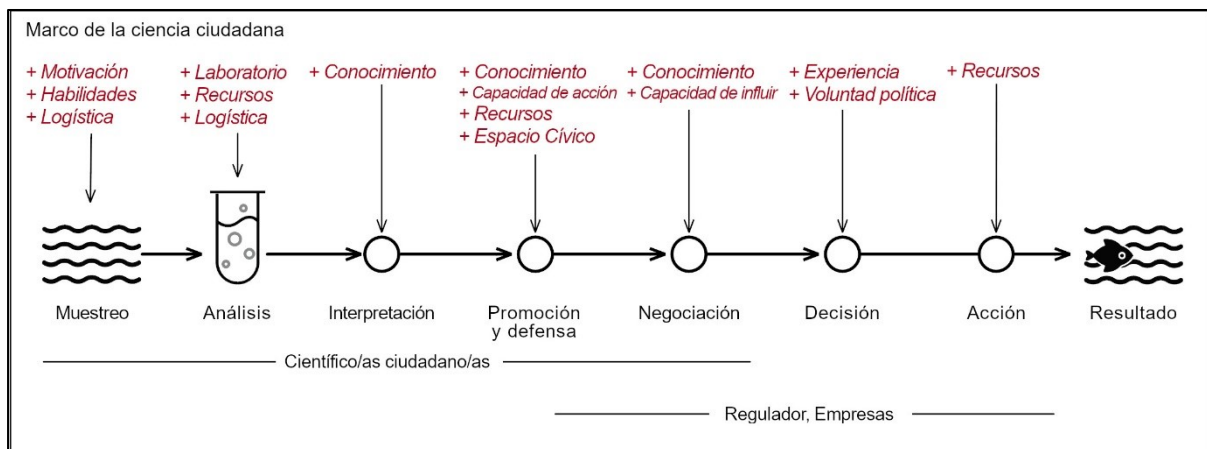 Marco de la ciencia ciudadana
+ Motivación
+ Habilidades
+ Logística
+ Laboratorio
+ Recursos
+ Logística
+ Conocimiento
+ Conocimiento
+ Capacidad de acción
+ Recursos
+ Espacio Cívico
+ Conocimiento
+ Capacidad de influir
+ Experiencia
+ Voluntad política
+ Recursos
Muestreo
Análisis
Interpretación
Promoción
y defensa
Negociación
Decisión
Acción
Resultado
Científico/as ciudadano/as
Regulador, Empresas